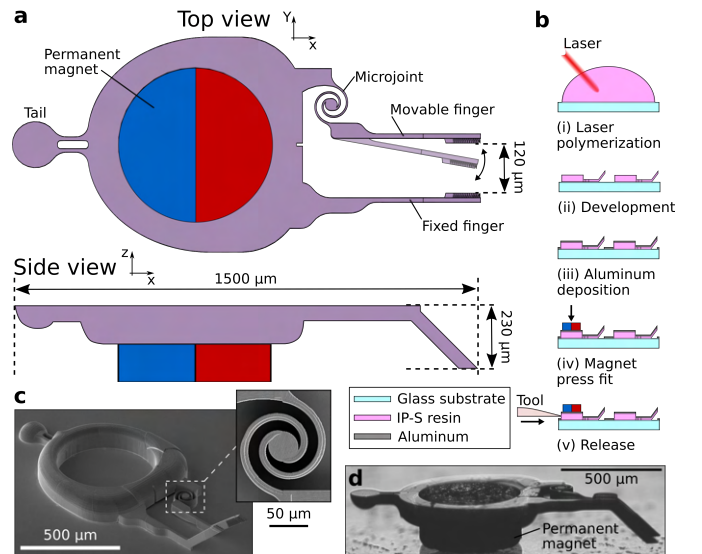 a
Top view
Y
x
Permanent
magnet
Microjoint
Tail
Movable finger
120 μm
Fixed finger
Side view
z
x
1500 μm
230 μm
b
Laser
(i) Laser
polymerization
(ii) Development
(iii) Aluminum
deposition
(iv) Magnet
press fit
Tool
(v) Release
Glass substrate
IP-S resin
Aluminum
c
500 μm
50 μm
d
500 μm
Permanent
magnet